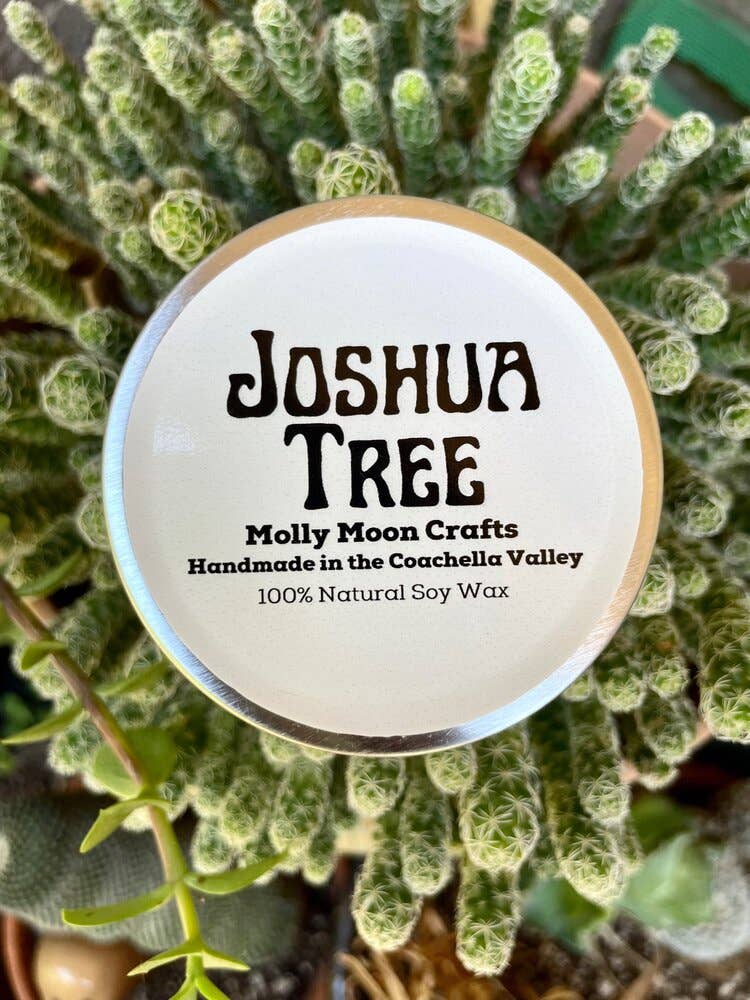 JOSHUA
TREE
Molly Moon Crafts
Handmade in the Coachella Valley
100% Natural Soy Wax